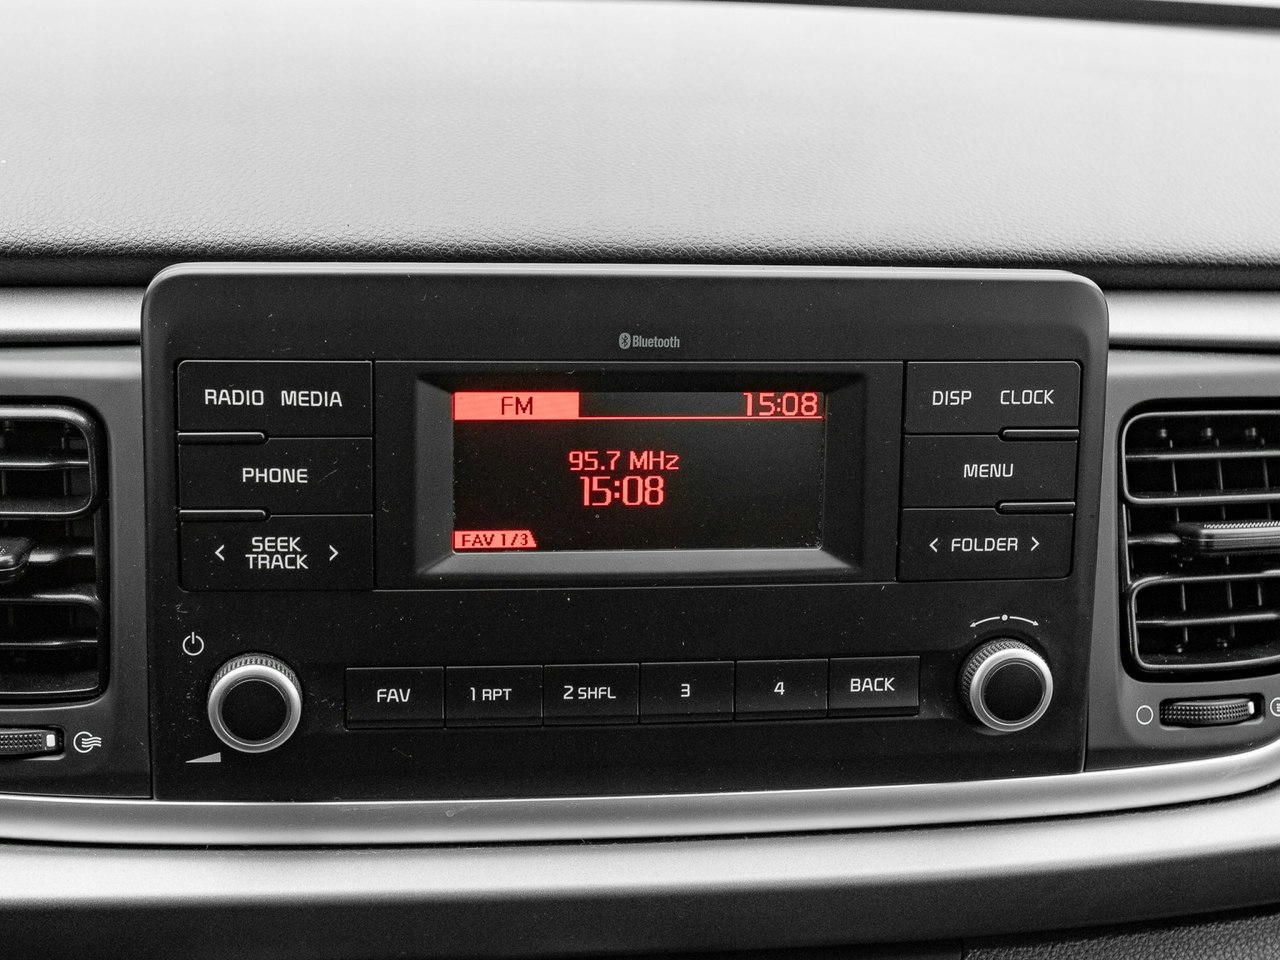 Bluetooth
RADIO MEDIA
FM 15:08
DISP CLOCK
PHONE
95.7 MHz
15:08
MENU
< SEEK TRACK >
FAV 1/3
< FOLDER >
FAV
1 RPT
2 SHFL
3
4
BACK